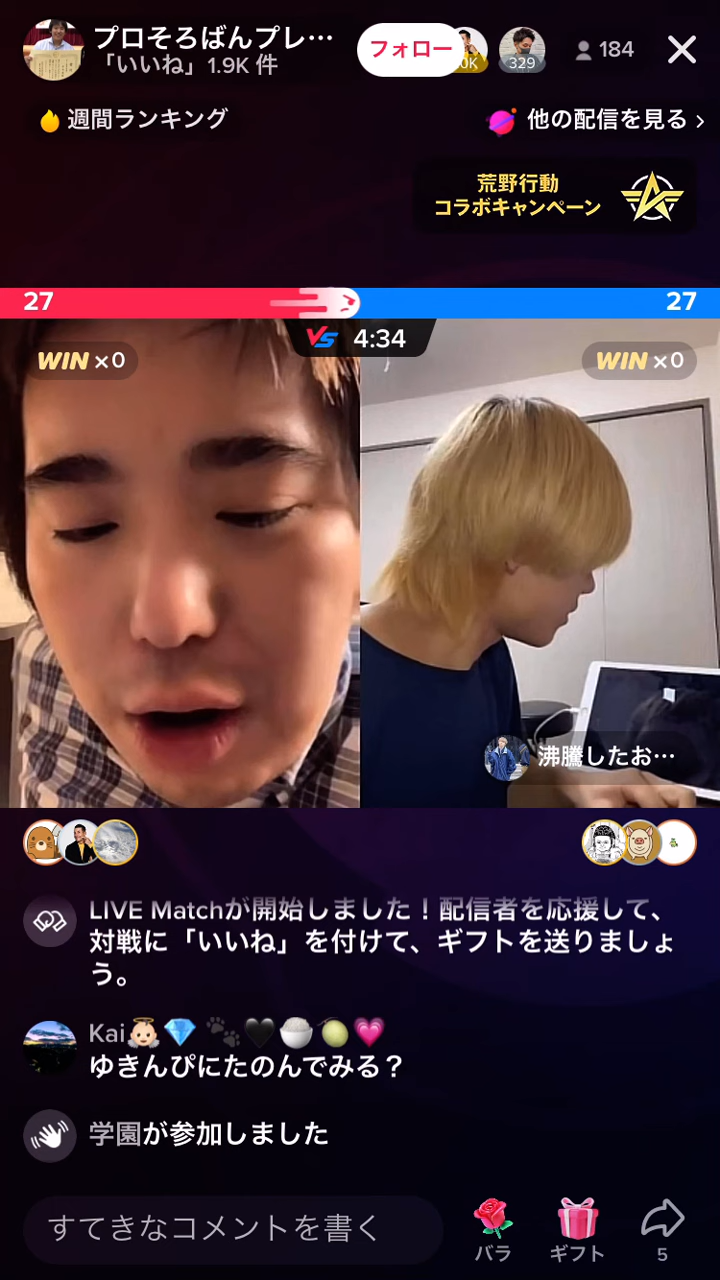 プロそろばんプレ…
「いいね」1.9K 件
フォロー
0K
329
184
週間ランキング
他の配信を見る
荒野行動
コラボキャンペーン
27
27
VS 4:34
WIN ×0
WIN ×0
沸騰したお…
LIVE Matchが開始しました！配信者を応援して、
対戦に「いいね」を付けて、ギフトを送りましょ
う。
Kai👼💎🐾🖤🍚🍈💗
ゆきんぴにたのんでみる？
学園が参加しました
すてきなコメントを書く
バラ
ギフト
5